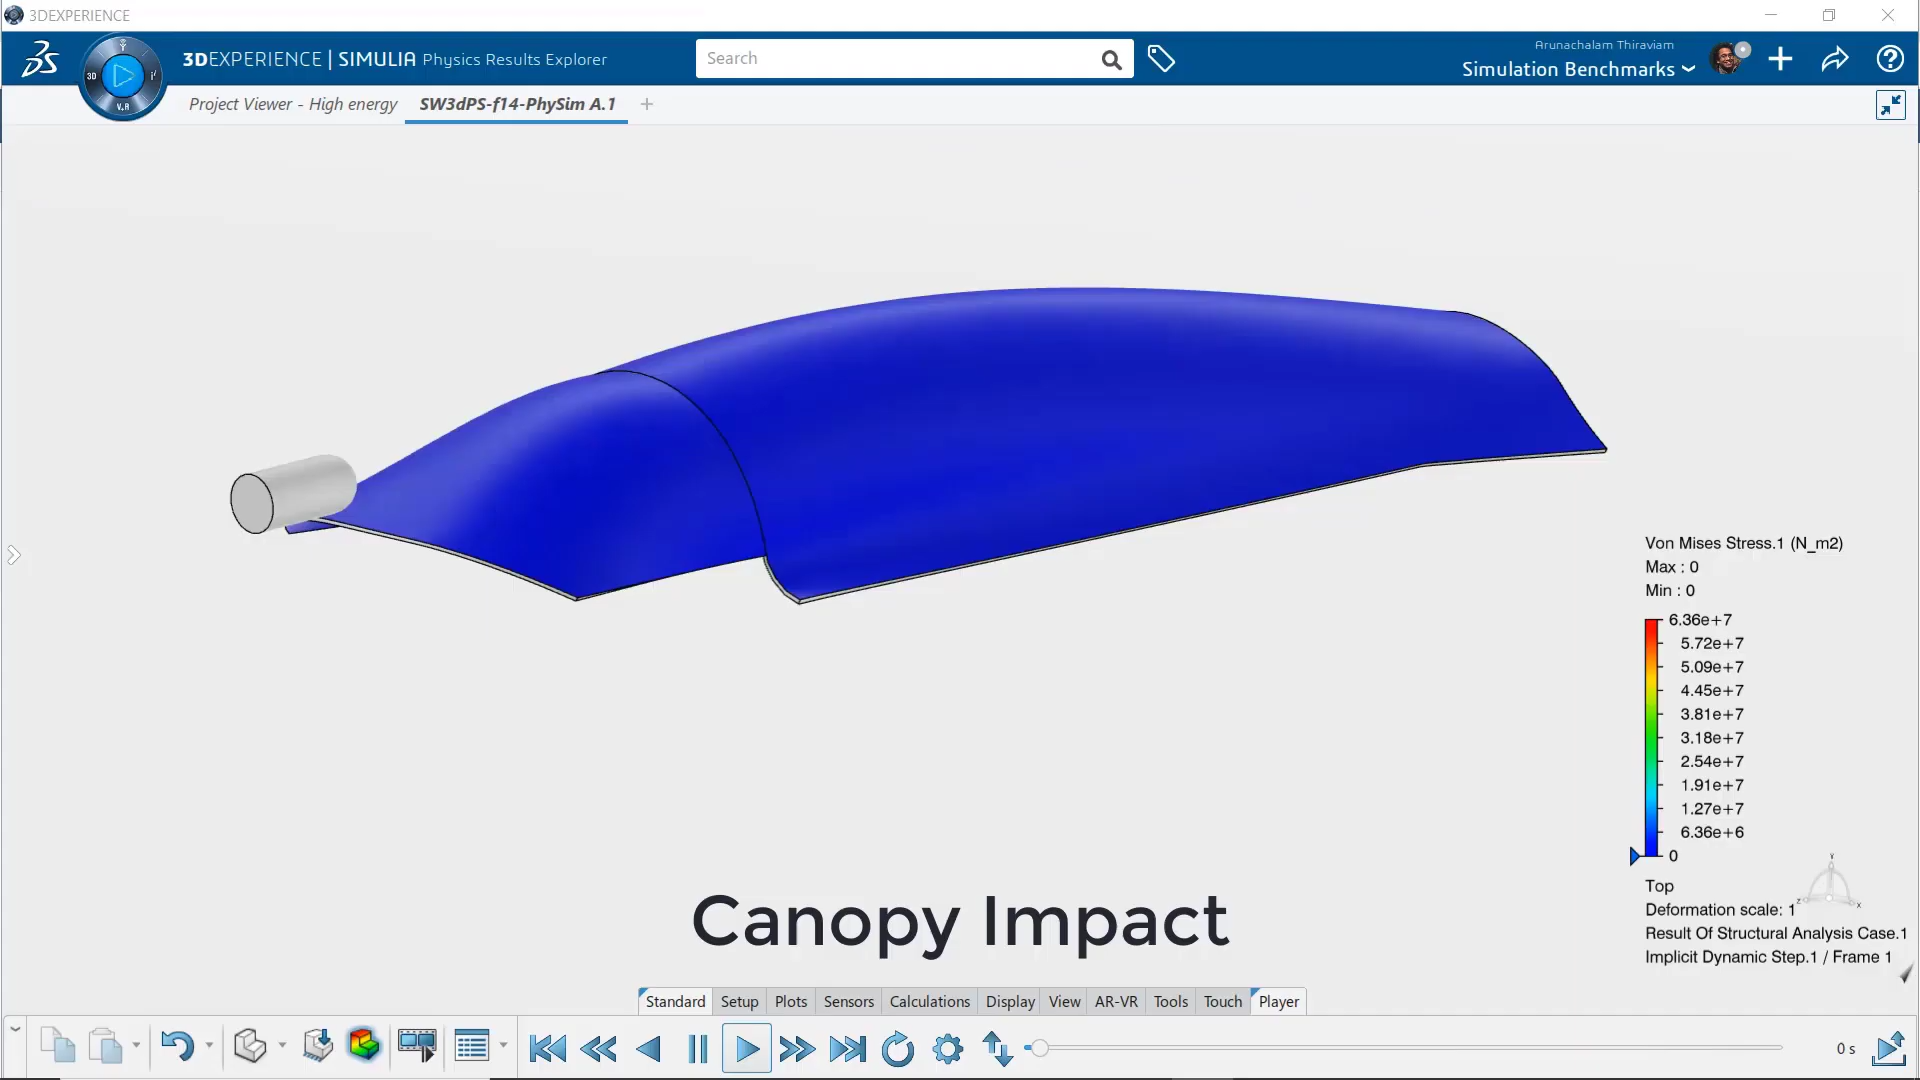 3DEXPERIENCE
3DEXPERIENCE | SIMULIA Physics Results Explorer
3D
V.R
Search
Arunachalam Thiraviam
Simulation Benchmarks
Project Viewer - High energy
SW3dPS-f14-PhySim A.1
Von Mises Stress.1 (N_m2)
Max : 0
Min : 0
6.36e+7
5.72e+7
5.09e+7
4.45e+7
3.81e+7
3.18e+7
2.54e+7
1.91e+7
1.27e+7
6.36e+6
0
Top
Deformation scale: 1
Result Of Structural Analysis Case.1
Implicit Dynamic Step.1 / Frame 1
Y
Z
X
Canopy Impact
Standard Setup Plots Sensors Calculations Display View AR-VR Tools Touch Player
0 s